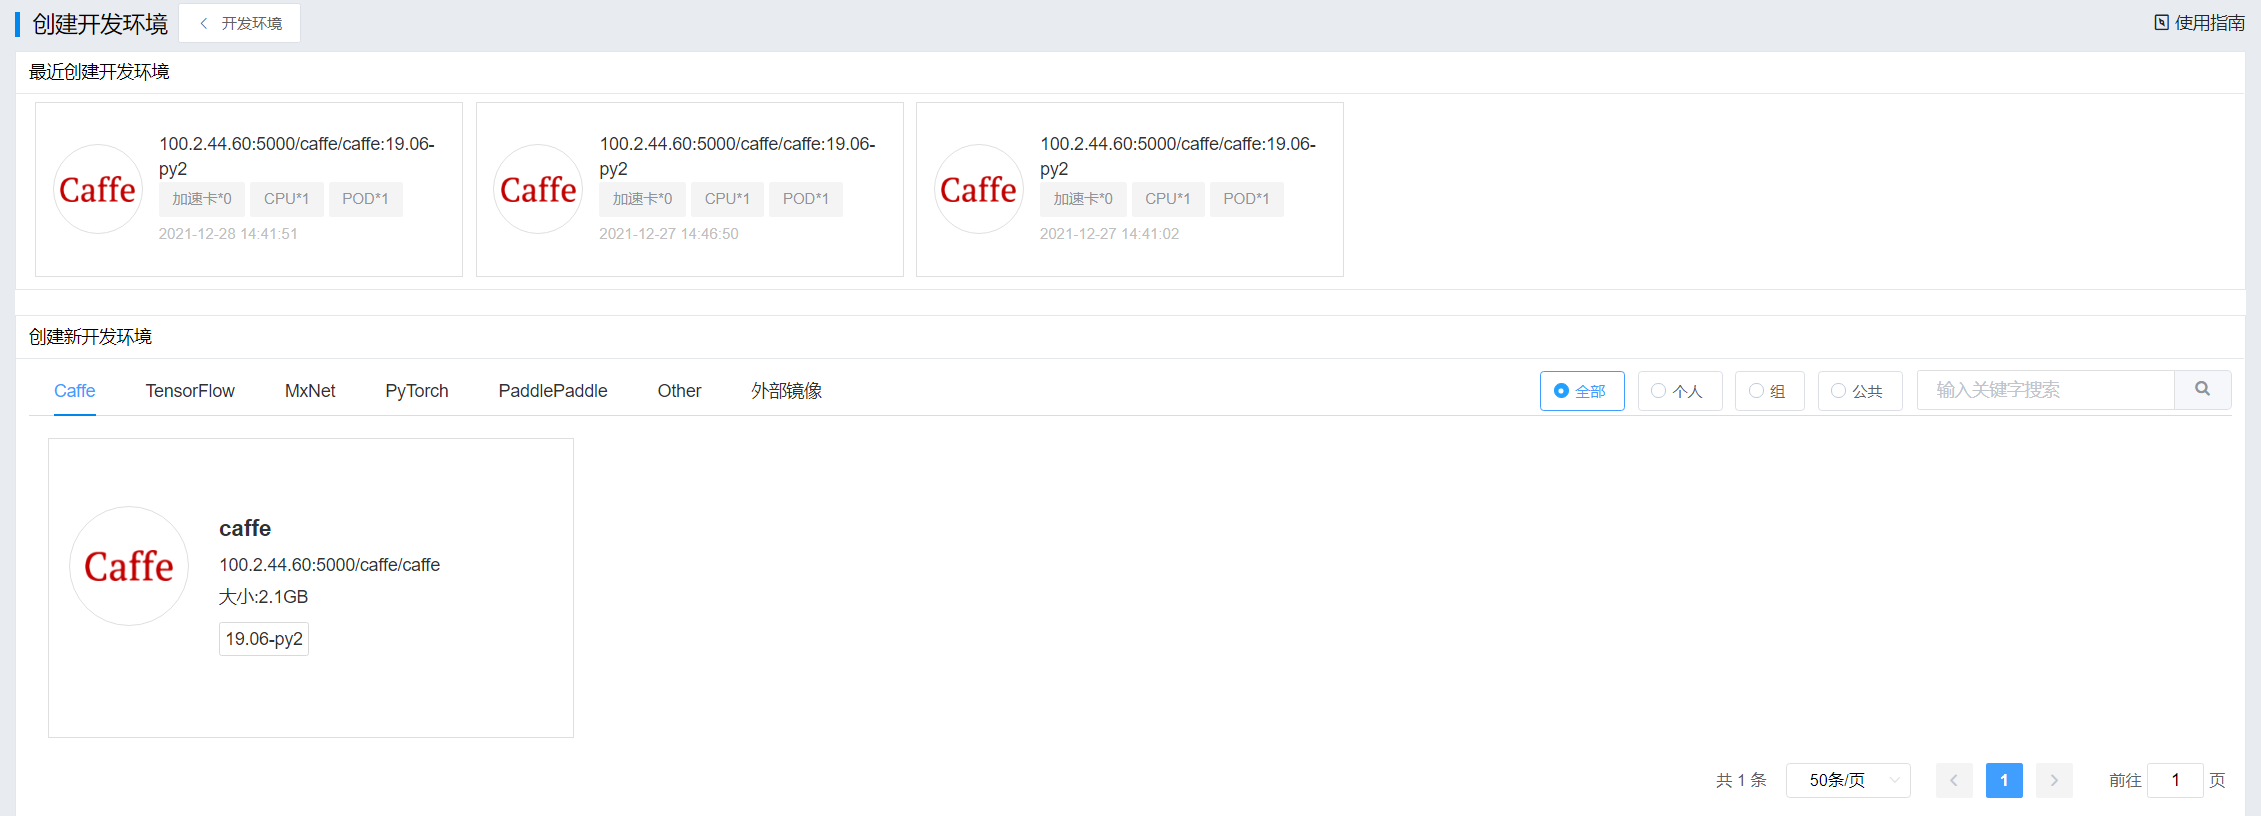 创建开发环境
开发环境
使用指南
最近创建开发环境
Caffe
100.2.44.60:5000/caffe/caffe:19.06-
py2
加速卡*0 CPU*1 POD*1
2021-12-28 14:41:51
Caffe
100.2.44.60:5000/caffe/caffe:19.06-
py2
加速卡*0 CPU*1 POD*1
2021-12-27 14:46:50
Caffe
100.2.44.60:5000/caffe/caffe:19.06-
py2
加速卡*0 CPU*1 POD*1
2021-12-27 14:41:02
创建新开发环境
Caffe TensorFlow MxNet PyTorch PaddlePaddle Other 外部镜像 全部 个人 组 公共 输入关键字搜索
Caffe
caffe
100.2.44.60:5000/caffe/caffe
大小:2.1GB
19.06-py2
共 1 条 50条/页 1 前往 1 页